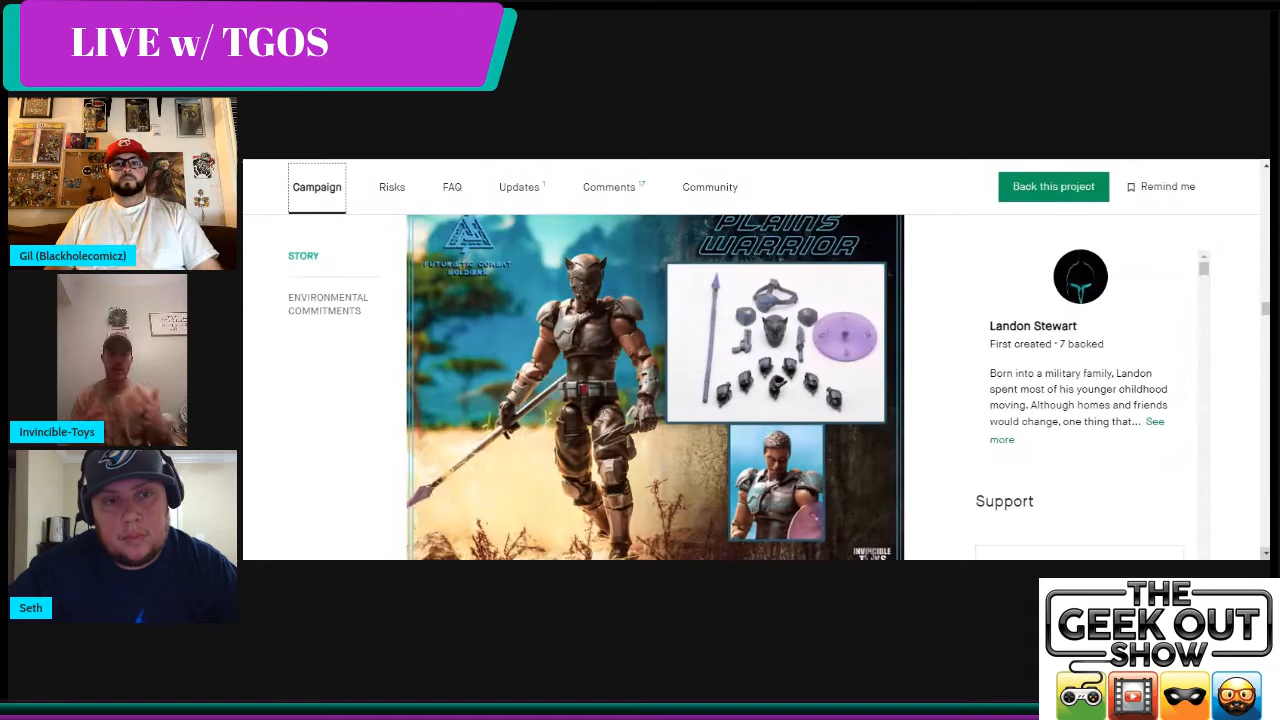 LIVE w/ TGOS
Gil (Blackholecomicz)
Invincible-Toys
Seth
Campaign
Risks
FAQ
Updates 1
Comments 17
Community
Back this project
Remind me
STORY
ENVIRONMENTAL
COMMITMENTS
FUTURISTIC COMBAT
SOLDIERS
PLAINS
WARRIOR
INVINCIBLE
TOYS
Landon Stewart
First created · 7 backed
Born into a military family, Landon
spent most of his younger childhood
moving. Although homes and friends
would change, one thing that... See
more
Support
THE
GEEK OUT
SHOW